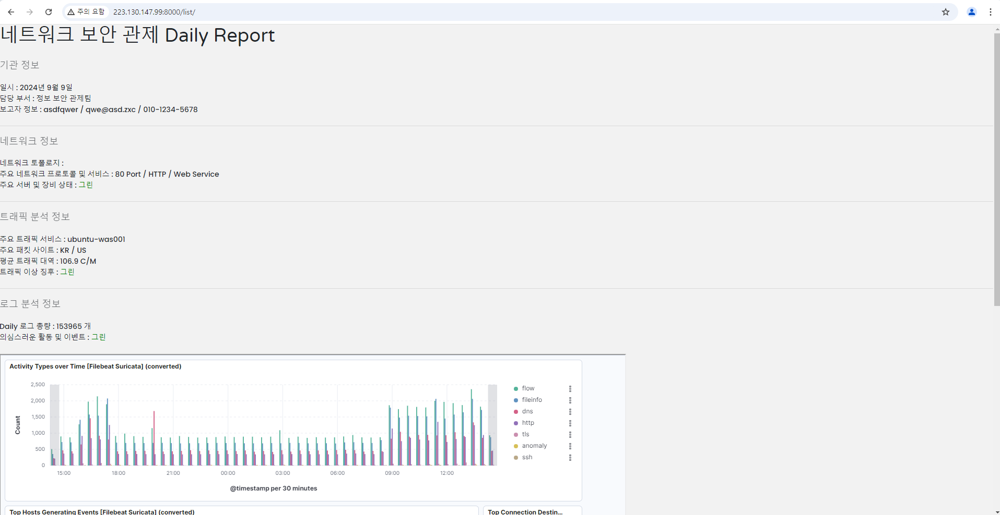 주의 요함
223.130.147.99:8000/list/
네트워크 보안 관제 Daily Report
기관 정보
일시 : 2024년 9월 9일
담당 부서 : 정보 보안 관제팀
보고자 정보 : asdfqwer / qwe@asd.zxc / 010-1234-5678
네트워크 정보
네트워크 토폴로지 :
주요 네트워크 프로토콜 및 서비스 : 80 Port / HTTP / Web Service
주요 서버 및 장비 상태 : 그린
트래픽 분석 정보
주요 트래픽 서비스 : ubuntu-was001
주요 패킷 사이트 : KR / US
평균 트래픽 대역 : 106.9 C/M
트래픽 이상 징후 : 그린
로그 분석 정보
Daily 로그 총량 : 153965 개
의심스러운 활동 및 이벤트 : 그린
Activity Types over Time [Filebeat Suricata] (converted)
2,500
2,000
1,500
1,000
500
0
Count
15:00
18:00
21:00
00:00
03:00
06:00
09:00
12:00
@timestamp per 30 minutes
flow
fileinfo
dns
http
tls
anomaly
ssh
Top Hosts Generating Events [Filebeat Suricata] (converted)
Top Connection Destin...